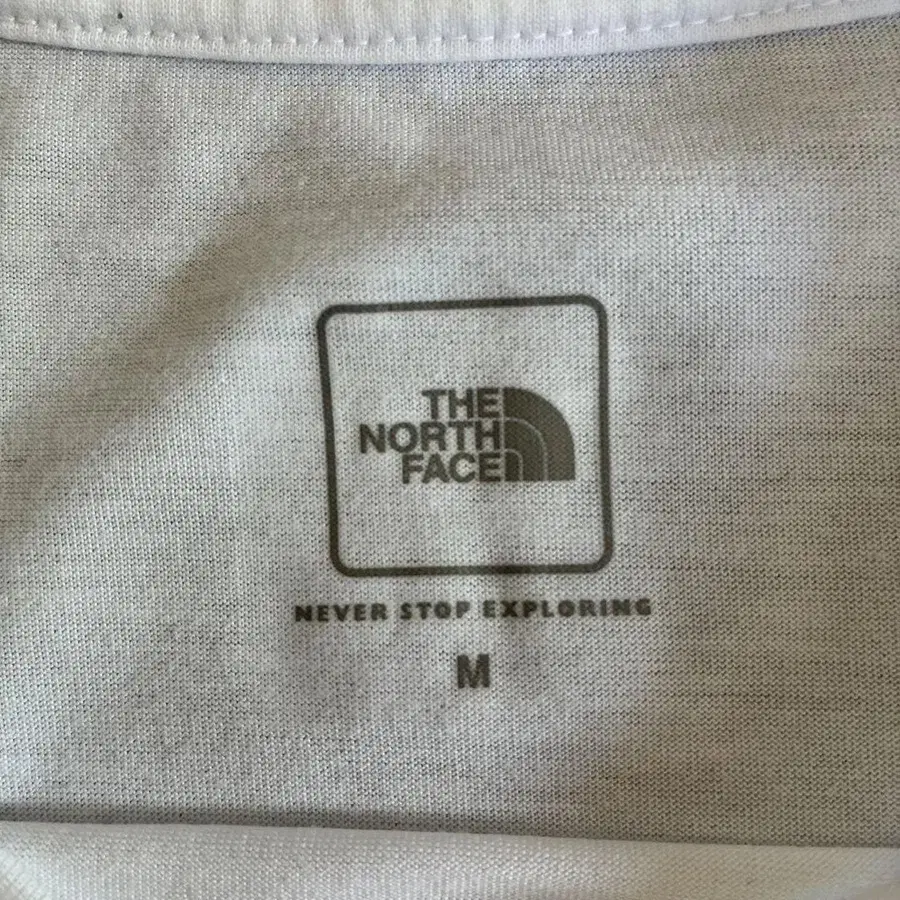 THE
NORTH
FACE
NEVER STOP EXPLORING
M